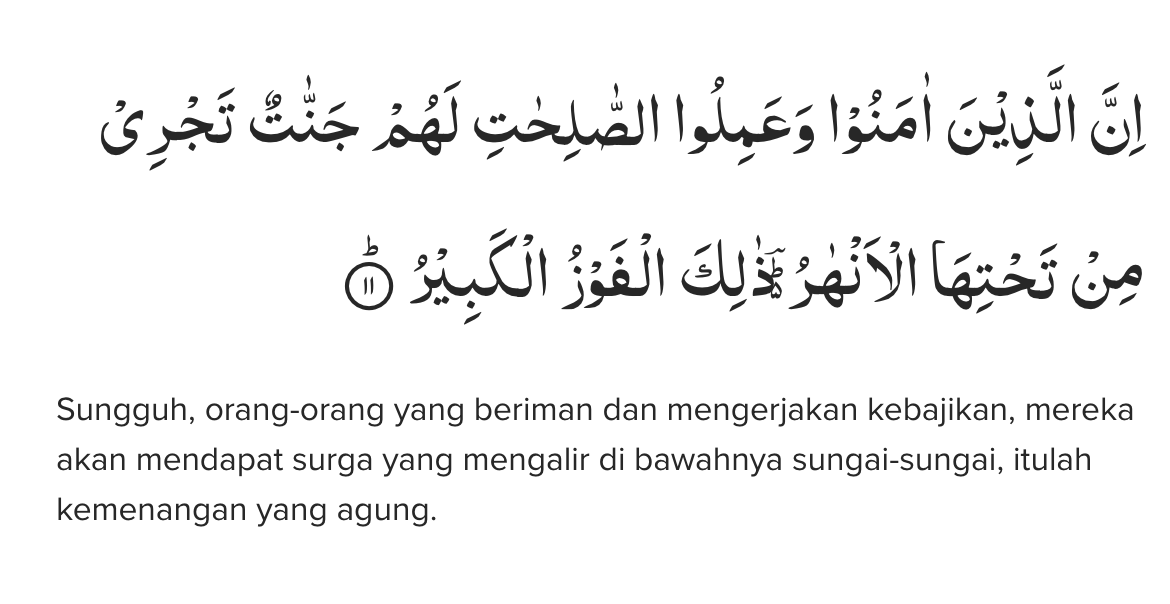 اِنَّ الَّذِيْنَ اٰمَنُوْا وَعَمِلُوا الصّٰلِحٰتِ لَهُمْ جَنّٰتٌ تَجْرِيْ
مِنْ تَحْتِهَا الْاَنْهٰرُ ەۗ ذٰلِكَ الْفَوْزُ الْكَبِيْرُۗ ١١
Sungguh, orang-orang yang beriman dan mengerjakan kebajikan, mereka
akan mendapat surga yang mengalir di bawahnya sungai-sungai, itulah
kemenangan yang agung.